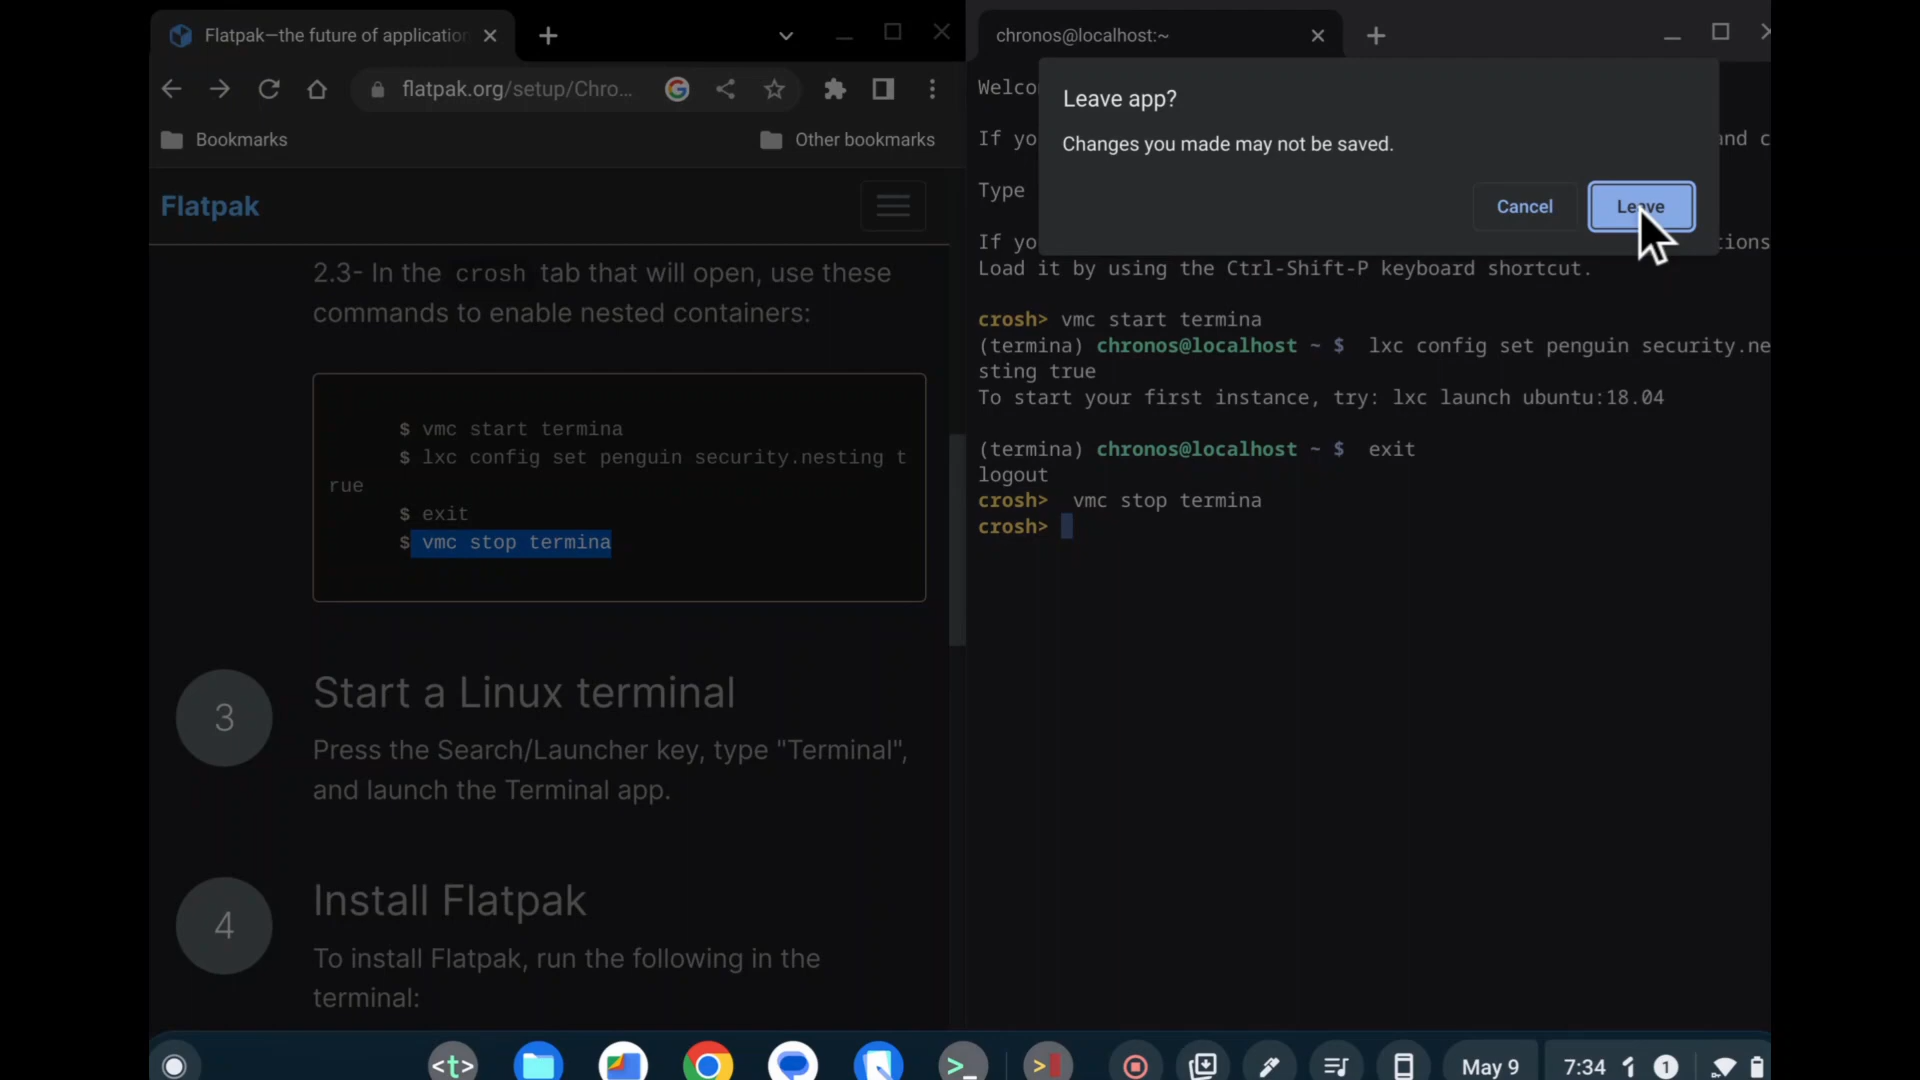 Flatpak—the future of application
flatpak.org/setup/Chro...
Bookmarks
Other bookmarks
Flatpak
2.3- In the crosh tab that will open, use these
commands to enable nested containers:
$ vmc start termina
$ lxc config set penguin security.nesting t
rue
$ exit
$ vmc stop termina
3
Start a Linux terminal
Press the Search/Launcher key, type "Terminal",
and launch the Terminal app.
4
Install Flatpak
To install Flatpak, run the following in the
terminal:
chronos@localhost:~
Leave app?
Changes you made may not be saved.
Cancel
Leave
Welco
If yo
nd c
Type
If yo
tions
Load it by using the Ctrl-Shift-P keyboard shortcut.
crosh> vmc start termina
(termina) chronos@localhost ~ $ lxc config set penguin security.ne
sting true
To start your first instance, try: lxc launch ubuntu:18.04
(termina) chronos@localhost ~ $ exit
logout
crosh> vmc stop termina
crosh>
<t>
>_
May 9
7:34
1